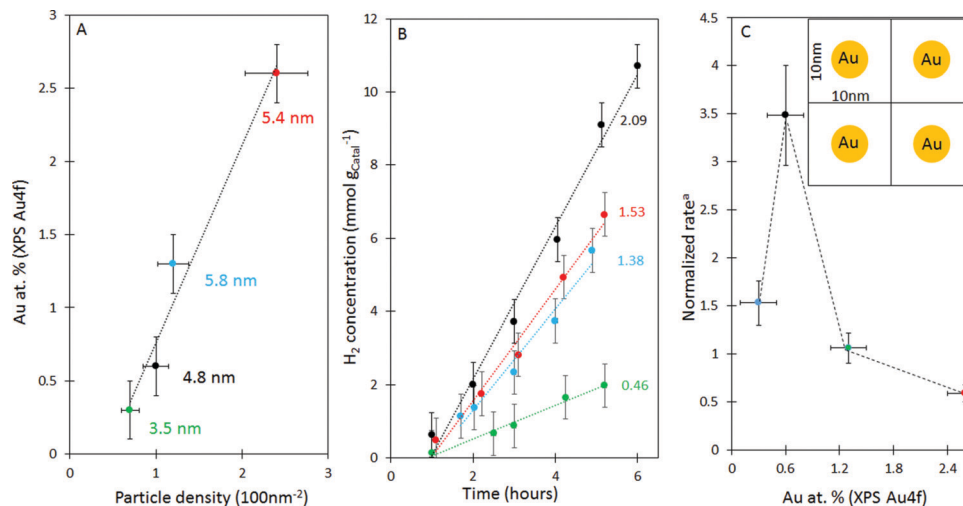 A
Au at. % (XPS Au4f)
3
2.5
2
1.5
1
0.5
0
0
1
2
3
5.4 nm
5.8 nm
4.8 nm
3.5 nm
Particle density (100nm⁻²)
B
H₂ concentration (mmol g_Catal⁻¹)
12
10
8
6
4
2
0
0
2
4
6
2.09
1.53
1.38
0.46
Time (hours)
C
Normalized rateᵃ
4.5
4
3.5
3
2.5
2
1.5
1
0.5
0
0
0.6
1.2
1.8
2.4
Au
Au
Au
Au
10nm
10nm
Au at. % (XPS Au4f)